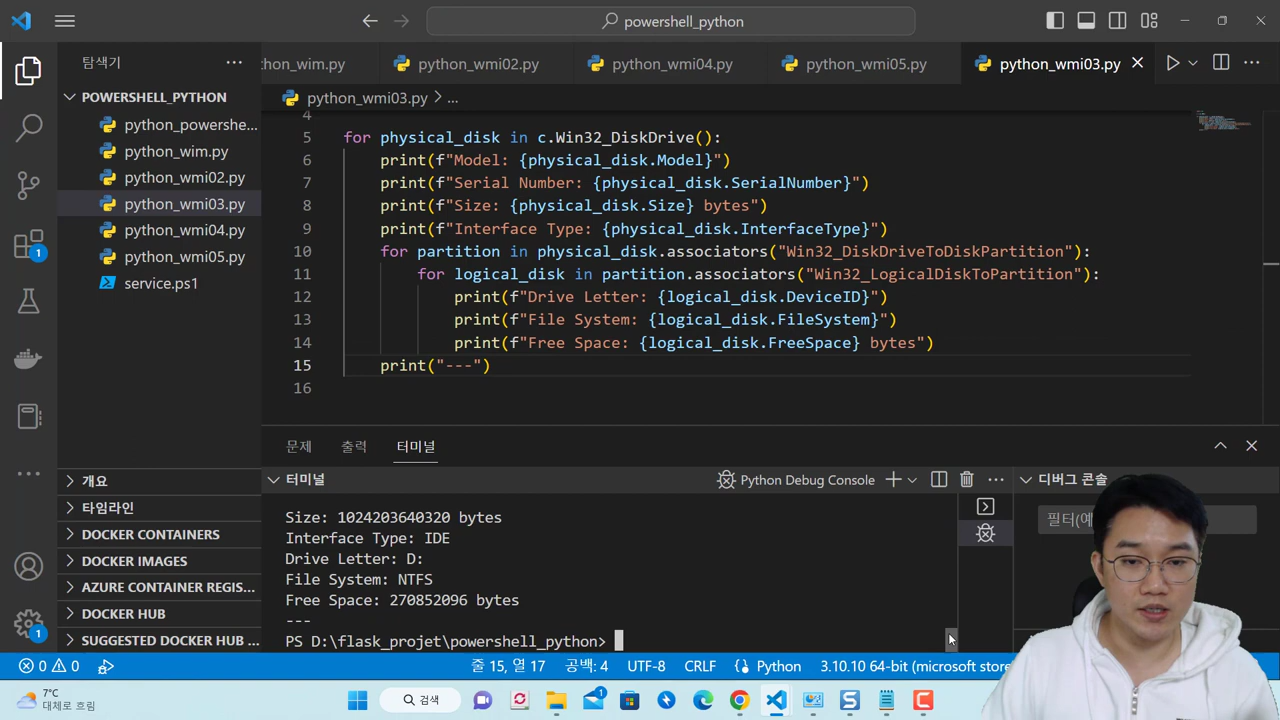 powershell_python
탐색기
thon_wim.py
python_wmi02.py
python_wmi04.py
python_wmi05.py
python_wmi03.py
python_wmi03.py > ...
POWERSHELL_PYTHON
python_powershe...
python_wim.py
python_wmi02.py
python_wmi03.py
python_wmi04.py
python_wmi05.py
service.ps1
4
5 for physical_disk in c.Win32_DiskDrive():
6 print(f"Model: {physical_disk.Model}")
7 print(f"Serial Number: {physical_disk.SerialNumber}")
8 print(f"Size: {physical_disk.Size} bytes")
9 print(f"Interface Type: {physical_disk.InterfaceType}")
10 for partition in physical_disk.associators("Win32_DiskDriveToDiskPartition"):
11 for logical_disk in partition.associators("Win32_LogicalDiskToPartition"):
12 print(f"Drive Letter: {logical_disk.DeviceID}")
13 print(f"File System: {logical_disk.FileSystem}")
14 print(f"Free Space: {logical_disk.FreeSpace} bytes")
15 print("---")
16
문제 출력 터미널
터미널
Python Debug Console
디버그 콘솔
필터(예
Size: 1024203640320 bytes
Interface Type: IDE
Drive Letter: D:
File System: NTFS
Free Space: 270852096 bytes
---
PS D:\flask_projet\powershell_python>
개요
타임라인
DOCKER CONTAINERS
DOCKER IMAGES
AZURE CONTAINER REGIS...
DOCKER HUB
SUGGESTED DOCKER HUB ...
1
1
0 0
줄 15, 열 17
공백: 4
UTF-8
CRLF
Python
3.10.10 64-bit (microsoft store
7°C
대체로 흐림
검색
1